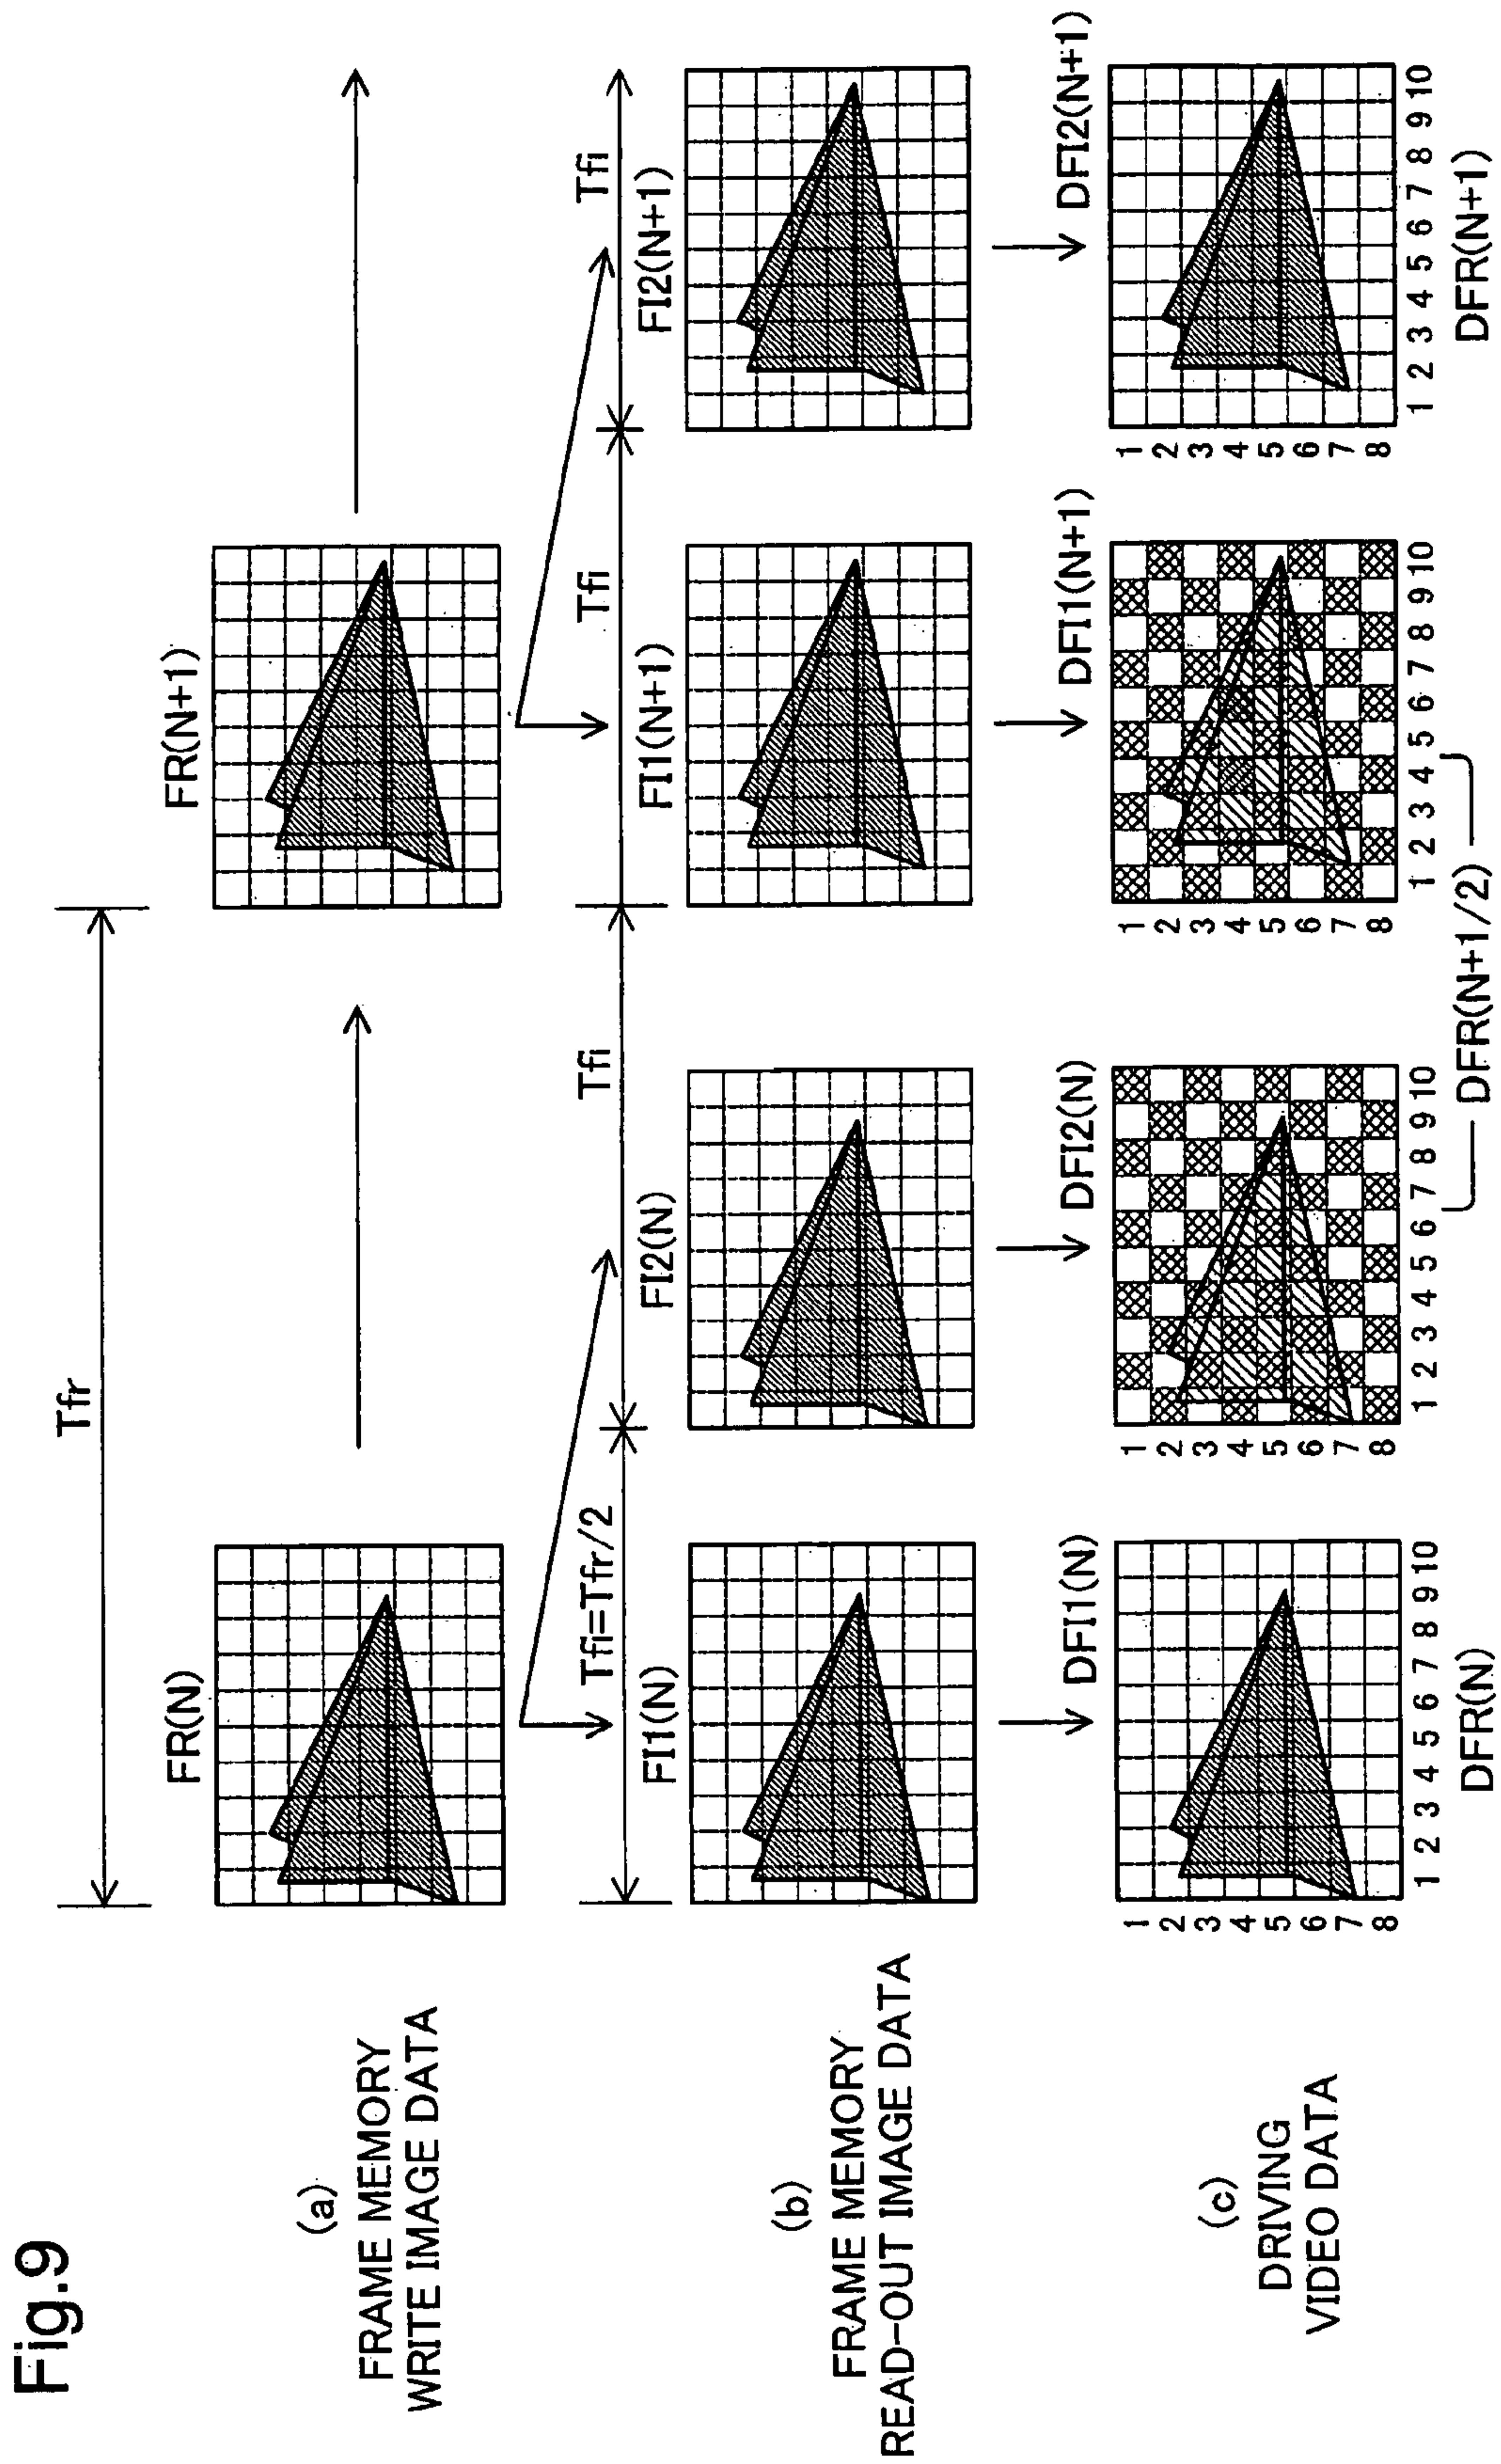 Fig.9
Tfr
(a)
FRAME MEMORY
WRITE IMAGE DATA
FR(N)
FR(N+1)
Tfi=Tfr/2
Tfi
Tfi
Tfi
(b)
FRAME MEMORY
READ-OUT IMAGE DATA
FI1(N)
FI2(N)
FI1(N+1)
FI2(N+1)
(c)
DRIVING
VIDEO DATA
DFI1(N)
DFI2(N)
DFI1(N+1)
DFI2(N+1)
1
2
3
4
5
6
7
8
1 2 3 4 5 6 7 8 9 10
1
2
3
4
5
6
7
8
1 2 3 4 5 6 7 8 9 10
1
2
3
4
5
6
7
8
1 2 3 4 5 6 7 8 9 10
1
2
3
4
5
6
7
8
1 2 3 4 5 6 7 8 9 10
DFR(N)
DFR(N+1/2)
DFR(N+1)